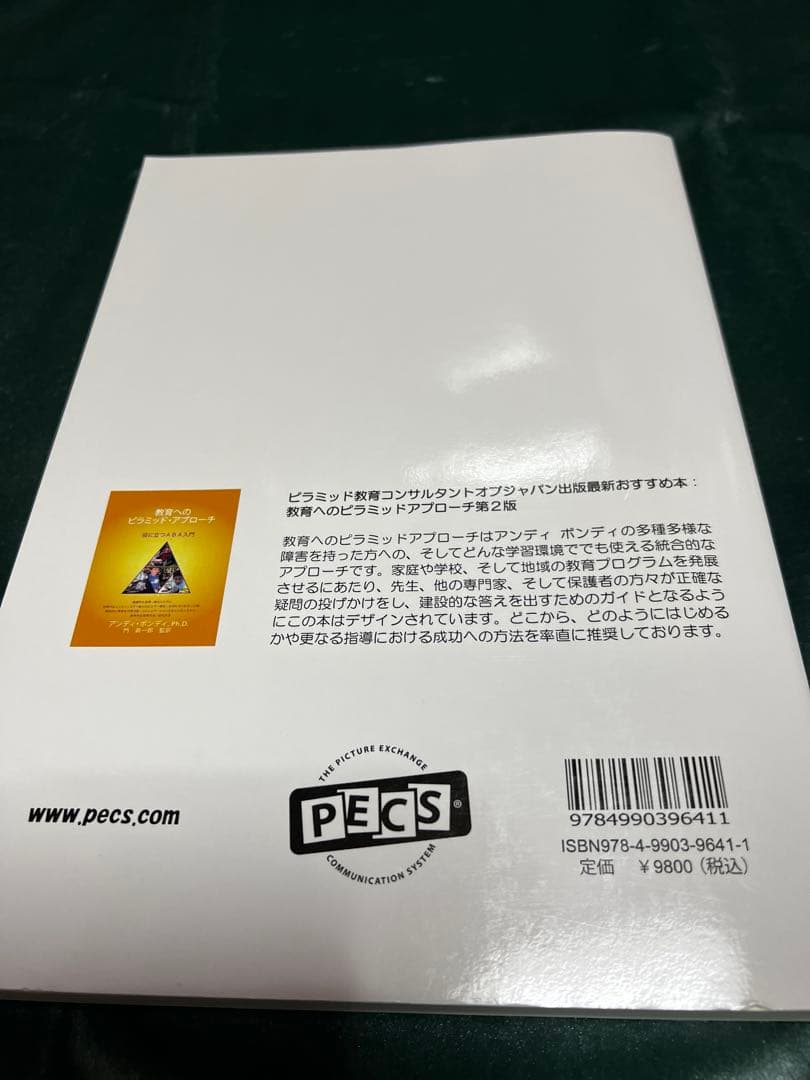 ピラミッド教育コンサルタントオブジャパン出版最新おすすめ本：
教育へのピラミッドアプローチ第2版
教育へのピラミッドアプローチはアンディ ボンディの多種多様な
障害を持った方への、そしてどんな学習環境ででも使える統合的な
アプローチです。家庭や学校、そして地域の教育プログラムを発展
させるにあたり、先生、他の専門家、そして保護者の方々が正確な
疑問の投げかけをし、建設的な答えを出すためのガイドとなるよう
にこの本はデザインされています。どこから、どのようにはじめる
かや更なる指導における成功への方法を率直に推奨しております。
教育への
ピラミッド・アプローチ
役に立つABA入門
アンディ・ボンディ, Ph.D.
門 眞一郎 監訳
www.pecs.com
THE PICTURE EXCHANGE
PECS®
COMMUNICATION SYSTEM
9784990396411
ISBN978-4-9903-9641-1
定価 ￥9800（税込）